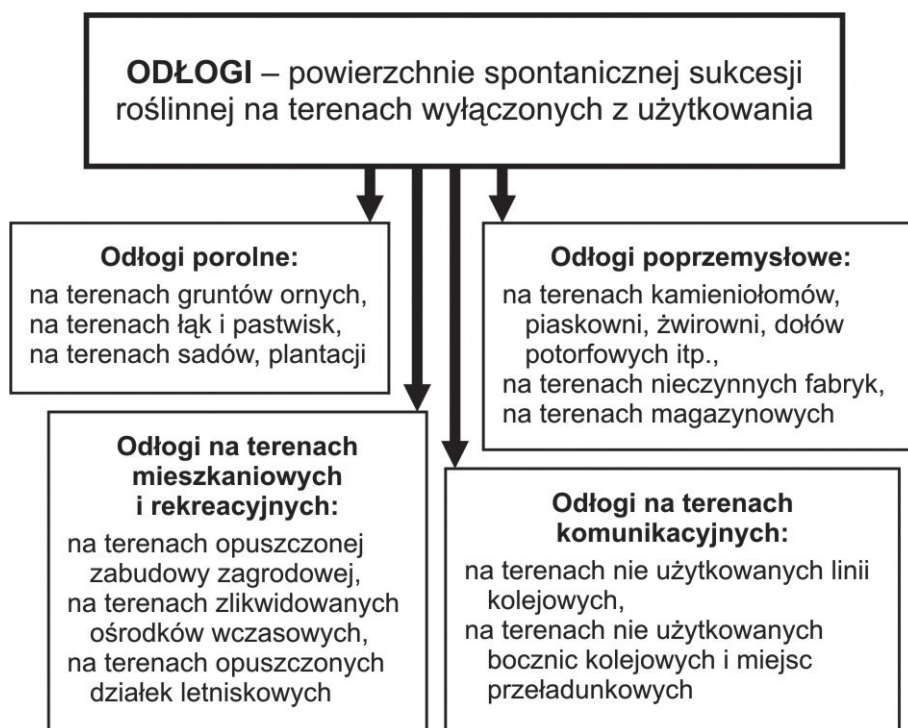 ODŁOGI – powierzchnie spontanicznej sukcesji
roślinnej na terenach wyłączonych z użytkowania
Odłogi porolne:
na terenach gruntów ornych,
na terenach łąk i pastwisk,
na terenach sadów, plantacji
Odłogi poprzemysłowe:
na terenach kamieniołomów,
piaskowni, żwirowni, dołów
potorfowych itp.,
na terenach nieczynnych fabryk,
na terenach magazynowych
Odłogi na terenach
mieszkaniowych
i rekreacyjnych:
na terenach opuszczonej
zabudowy zagrodowej,
na terenach zlikwidowanych
ośrodków wczasowych,
na terenach opuszczonych
działek letniskowych
Odłogi na terenach
komunikacyjnych:
na terenach nie użytkowanych linii
kolejowych,
na terenach nie użytkowanych
bocznic kolejowych i miejsc
przeładunkowych